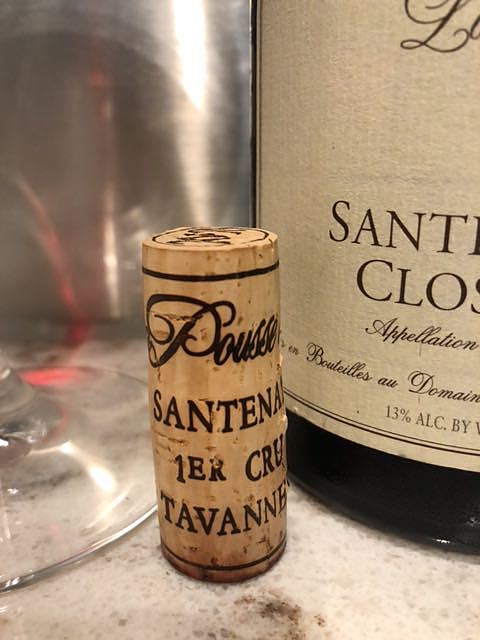 Pousse
SANTENA
1ER CRU
TAVANNE
SANTE
CLOS
Appellation
en Bouteilles au Domain
13% ALC. BY V